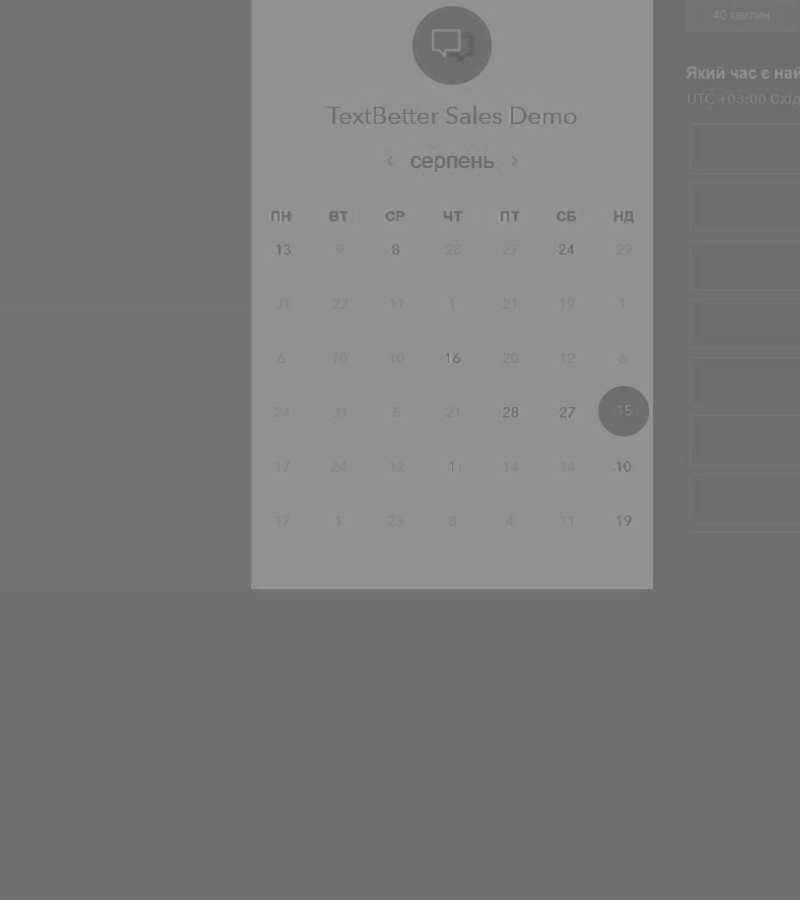 40 хвилин
Який час є най
UTC +03:00 Схід
TextBetter Sales Demo
серпень
ПН ВТ СР ЧТ ПТ СБ НД
13 9 8 28 27 24 29
31 22 11 1 21 19 1
6 10 10 16 20 12 6
24 31 5 21 28 27 15
17 24 12 1 14 14 10
17 1 23 8 4 11 19